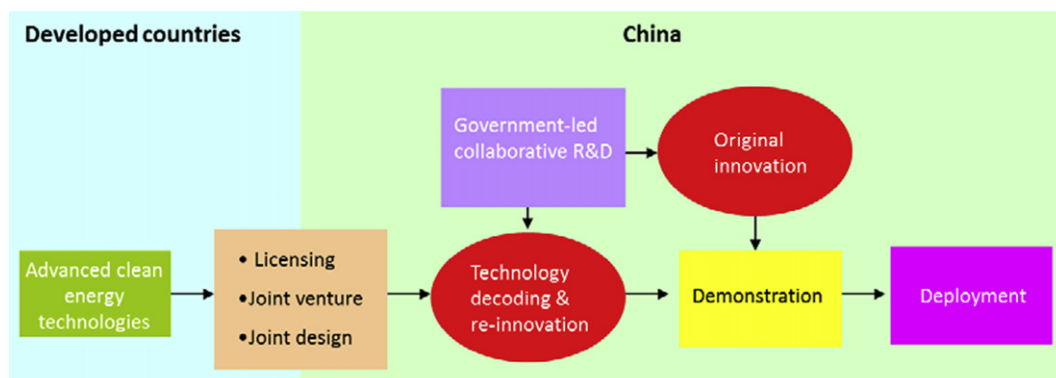 Developed countries
China
Government-led
collaborative R&D
Original
innovation
Advanced clean
energy
technologies
• Licensing
•Joint venture
•Joint design
Technology
decoding &
re-innovation
Demonstration
Deployment